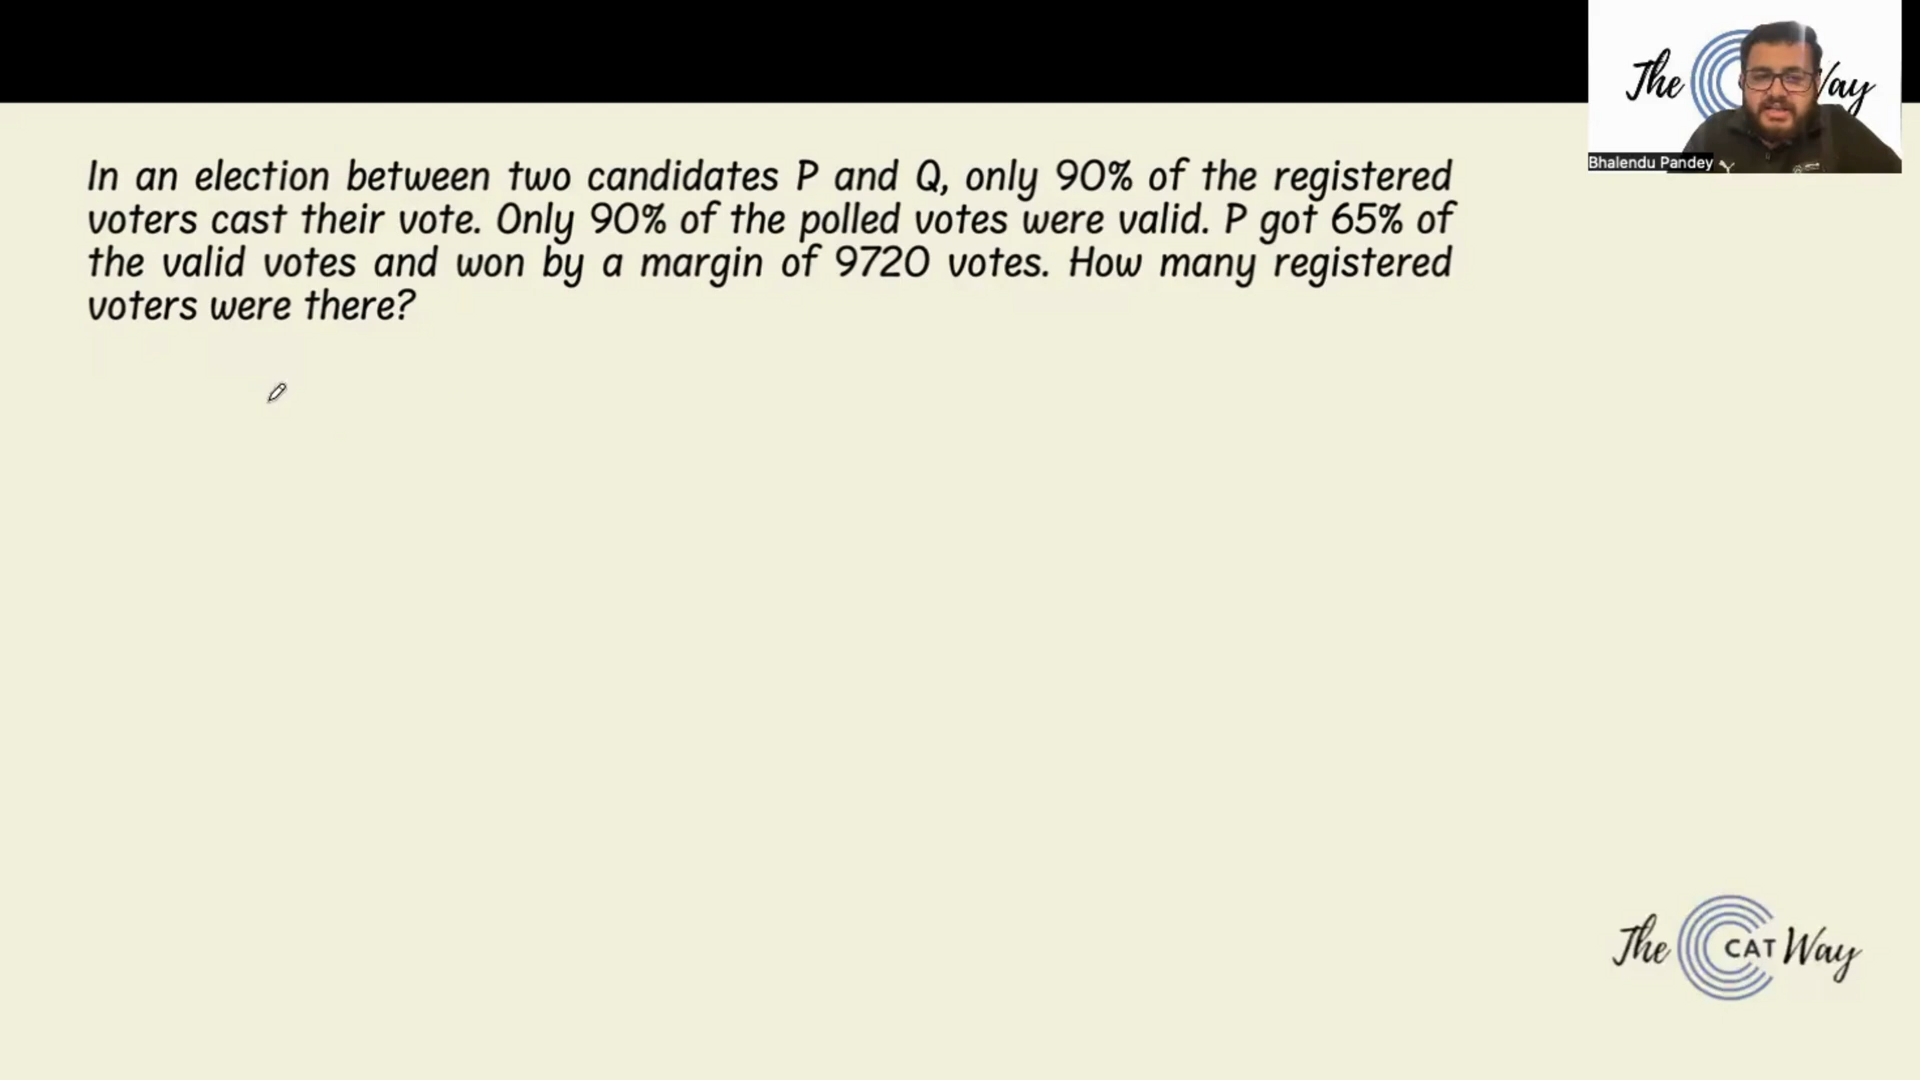 The Way
Bhalendu Pandey
In an election between two candidates P and Q, only 90% of the registered
voters cast their vote. Only 90% of the polled votes were valid. P got 65% of
the valid votes and won by a margin of 9720 votes. How many registered
voters were there?
The CAT Way